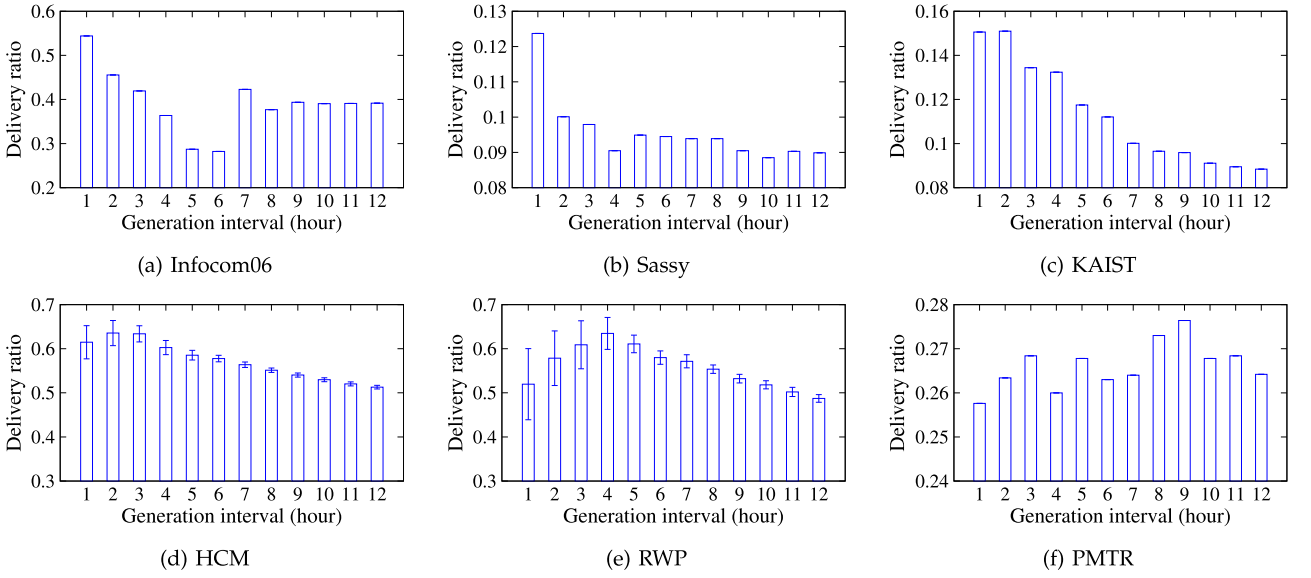 Delivery ratio
0.6
0.5
0.4
0.3
0.2
1 2 3 4 5 6 7 8 9 10 11 12
Generation interval (hour)
(a) Infocom06
Delivery ratio
0.13
0.12
0.11
0.1
0.09
0.08
1 2 3 4 5 6 7 8 9 10 11 12
Generation interval (hour)
(b) Sassy
Delivery ratio
0.16
0.14
0.12
0.1
0.08
1 2 3 4 5 6 7 8 9 10 11 12
Generation interval (hour)
(c) KAIST
Delivery ratio
0.7
0.6
0.5
0.4
0.3
1 2 3 4 5 6 7 8 9 10 11 12
Generation interval (hour)
(d) HCM
Delivery ratio
0.7
0.6
0.5
0.4
0.3
1 2 3 4 5 6 7 8 9 10 11 12
Generation interval (hour)
(e) RWP
Delivery ratio
0.28
0.27
0.26
0.25
0.24
1 2 3 4 5 6 7 8 9 10 11 12
Generation interval (hour)
(f) PMTR